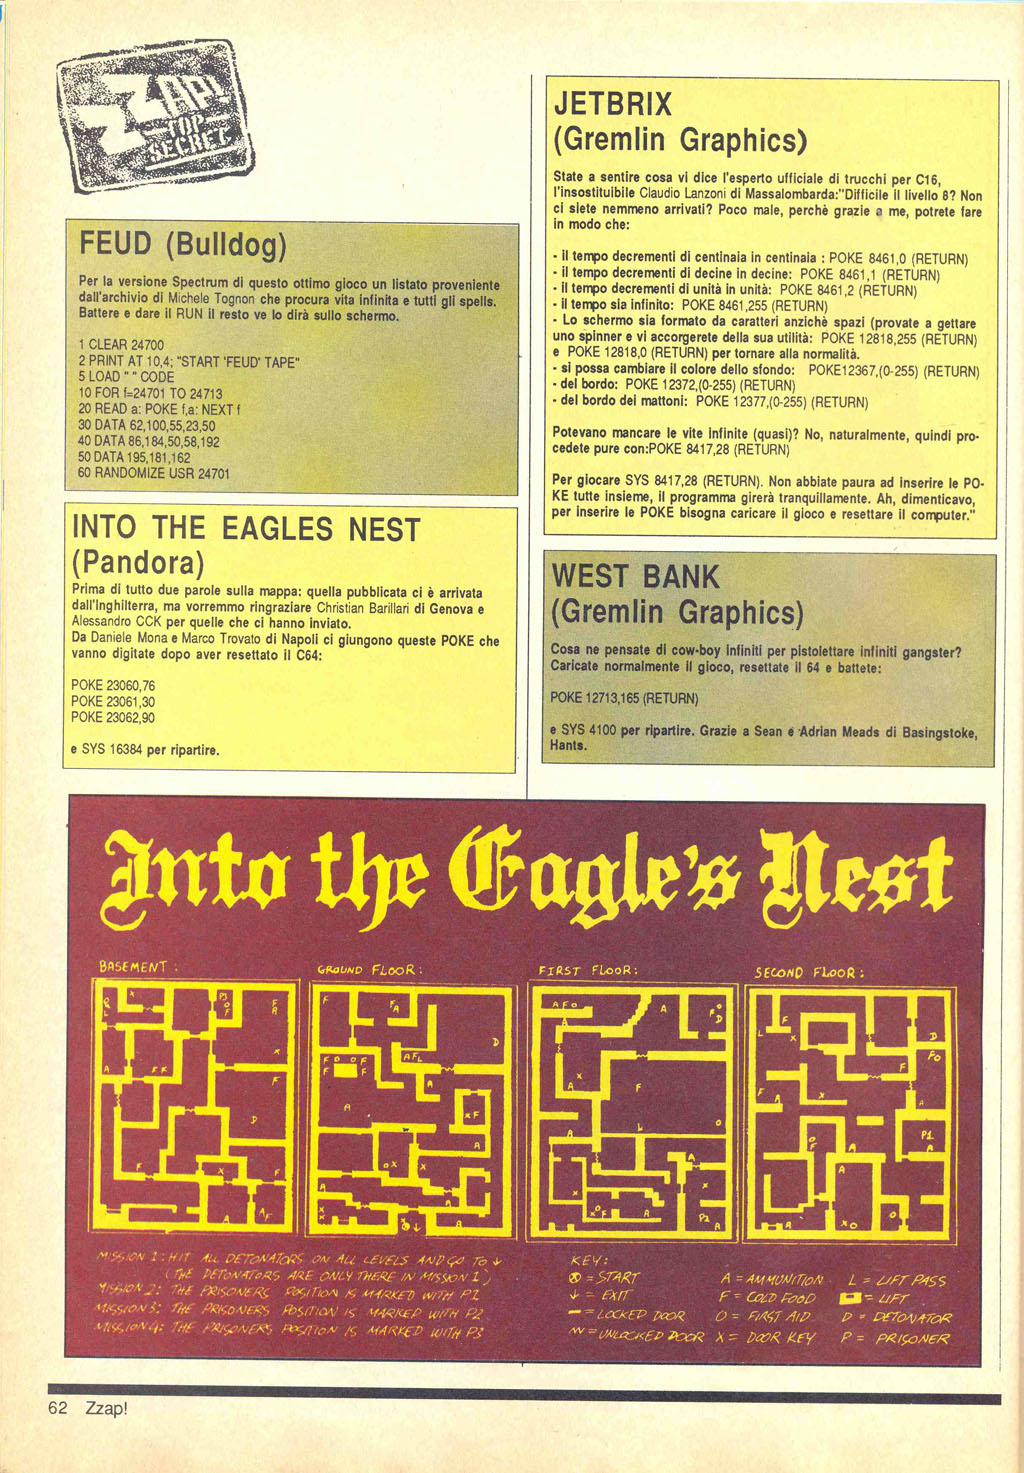 ZZAP!
TOP
SECRET
FEUD (Bulldog)
Per la versione Spectrum di questo ottimo gioco un listato proveniente
dall'archivio di Michele Tognon che procura vita infinita e tutti gli spells.
Battere e dare il RUN il resto ve lo dirà sullo schermo.
1 CLEAR 24700
2 PRINT AT 10,4; "START 'FEUD' TAPE"
5 LOAD " " CODE
10 FOR f=24701 TO 24713
20 READ a: POKE f,a: NEXT f
30 DATA 62,100,55,23,50
40 DATA 86,184,50,58,192
50 DATA 195,181,162
60 RANDOMIZE USR 24701
INTO THE EAGLES NEST
(Pandora)
Prima di tutto due parole sulla mappa: quella pubblicata ci è arrivata
dall'Inghilterra, ma vorremmo ringraziare Christian Barillari di Genova e
Alessandro CCK per quelle che ci hanno inviato.
Da Daniele Mona e Marco Trovato di Napoli ci giungono queste POKE che
vanno digitate dopo aver resettato il C64:
POKE 23060,76
POKE 23061,30
POKE 23062,90
e SYS 16384 per ripartire.
JETBRIX
(Gremlin Graphics)
State a sentire cosa vi dice l'esperto ufficiale di trucchi per C16,
l'insostituibile Claudio Lanzoni di Massalombarda:"Difficile il livello 8? Non
ci siete nemmeno arrivati? Poco male, perchè grazie a me, potrete fare
in modo che:
- il tempo decrementi di centinaia in centinaia : POKE 8461,0 (RETURN)
- il tempo decrementi di decine in decine: POKE 8461,1 (RETURN)
- il tempo decrementi di unità in unità: POKE 8461,2 (RETURN)
- il tempo sia infinito: POKE 8461,255 (RETURN)
- Lo schermo sia formato da caratteri anzichè spazi (provate a gettare
uno spinner e vi accorgerete della sua utilità: POKE 12818,255 (RETURN)
e POKE 12818,0 (RETURN) per tornare alla normalità.
- si possa cambiare il colore dello sfondo: POKE12367,(0-255) (RETURN)
- del bordo: POKE 12372,(0-255) (RETURN)
- del bordo dei mattoni: POKE 12377,(0-255) (RETURN)
Potevano mancare le vite infinite (quasi)? No, naturalmente, quindi pro-
cedete pure con:POKE 8417,28 (RETURN)
Per giocare SYS 8417,28 (RETURN). Non abbiate paura ad inserire le PO-
KE tutte insieme, il programma girerà tranquillamente. Ah, dimenticavo,
per inserire le POKE bisogna caricare il gioco e resettare il computer."
WEST BANK
(Gremlin Graphics)
Cosa ne pensate di cow-boy infiniti per pistolettare infiniti gangster?
Caricate normalmente il gioco, resettate il 64 e battete:
POKE 12713,165 (RETURN)
e SYS 4100 per ripartire. Grazie a Sean e Adrian Meads di Basingstoke,
Hants.
Into the Eagle's Nest
BASEMENT :
GROUND FLOOR :
FIRST FLOOR :
SECOND FLOOR :
MISSION 1 : HIT ALL DETONATORS ON ALL LEVELS AND GO TO ↓
( THE DETONATORS ARE ONLY THERE IN MISSION 1 )
MISSION 2 : THE PRISONERS POSITION IS MARKED WITH P1
MISSION 3 : THE PRISONERS POSITION IS MARKED WITH P2
MISSION 4 : THE PRISONERS POSITION IS MARKED WITH P3
KEY :
= START
↓ = EXIT
= LOCKED DOOR
= UNLOCKED DOOR
A = AMMUNITION
F = COLD FOOD
O = FIRST AID
X = DOOR KEY
L = LIFT PASS
= LIFT
D = DETONATOR
P = PRISONER
62 Zzap!